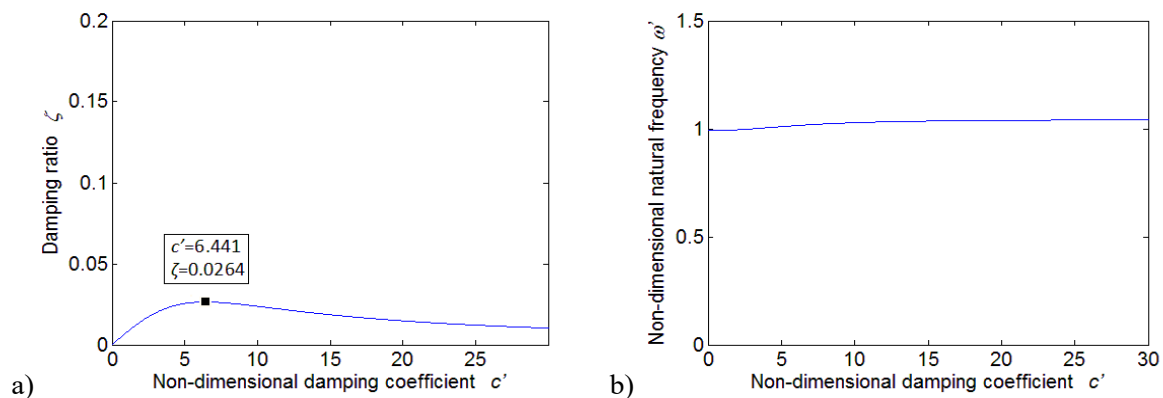 0.2
0.15
0.1
0.05
0
Damping ratio ζ
c'=6.441
ζ=0.0264
0 5 10 15 20 25
Non-dimensional damping coefficient c'
a)
1.5
1
0.5
0
Non-dimensional natural frequency ω'
0 5 10 15 20 25 30
Non-dimensional damping coefficient c'
b)